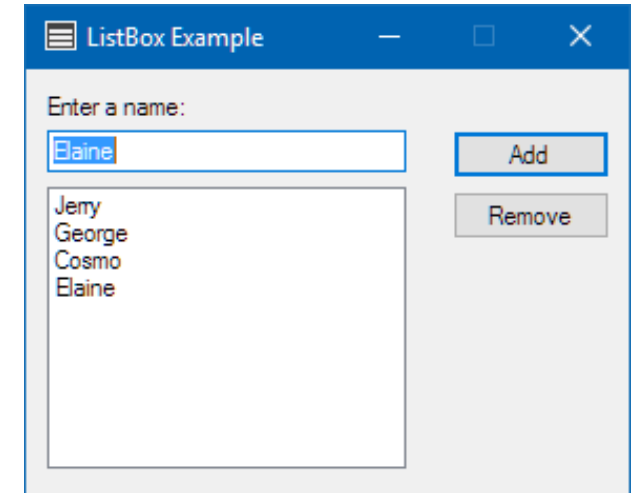 ListBox Example
Enter a name:
Elaine
Add
Jerry
George
Cosmo
Elaine
Remove